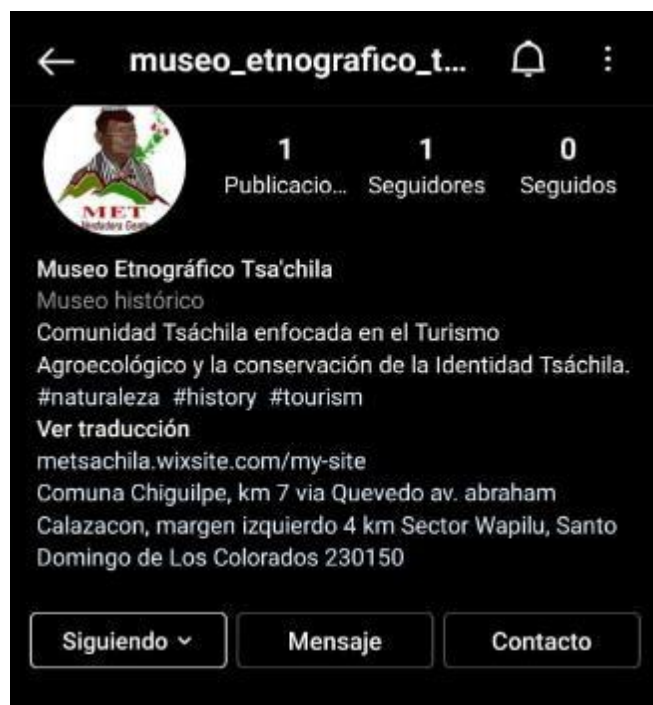 museo_etnografico_t...
1 1 0
Publicacio... Seguidores Seguidos
MET
Verdadera Gente
Museo Etnográfico Tsa'chila
Museo histórico
Comunidad Tsáchila enfocada en el Turismo
Agroecológico y la conservación de la Identidad Tsáchila.
#naturaleza #history #tourism
Ver traducción
metsachila.wixsite.com/my-site
Comuna Chiguilpe, km 7 via Quevedo av. abraham
Calazacon, margen izquierdo 4 km Sector Wapilu, Santo
Domingo de Los Colorados 230150
Siguiendo Mensaje Contacto